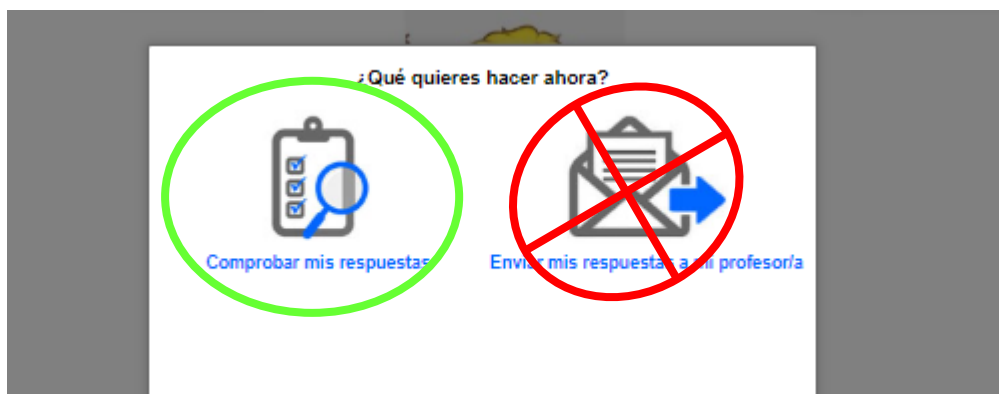 ¿Qué quieres hacer ahora?
Comprobar mis respuestas
Enviar mis respuestas a mi profesor/a